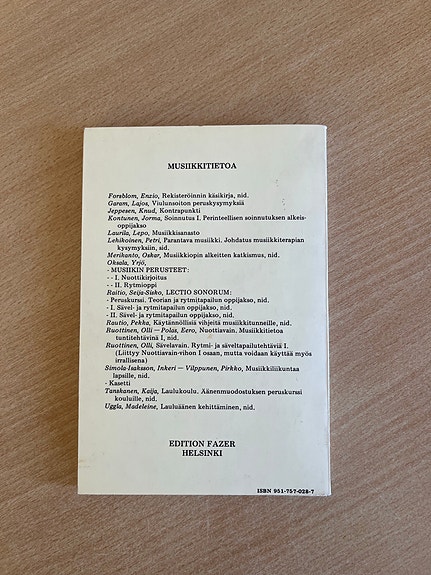 MUSIIKKITIETOA
Forsblom, Enzio, Rekisteröinnin käsikirja, nid.
Garam, Lajos, Viulunsoiton peruskysymyksiä
Jeppesen, Knud, Kontrapunkti
Kontunen, Jorma, Soinnutus I. Perinteellisen soinnutuksen alkeis-
oppijakso
Laurila, Lepo, Musiikkisanasto
Lehikoinen, Petri, Parantava musiikki. Johdatus musiikkiterapian
kysymyksiin, sid.
Merikanto, Oskar, Musiikkiopin alkeitten katkismus, nid.
Oksala, Yrjö,
- MUSIIKIN PERUSTEET:
- - I. Nuottikirjoitus
- - II. Rytmioppi
Raitio, Seija-Sisko, LECTIO SONORUM:
- Peruskurssi. Teorian ja rytmitapailun oppijakso, nid.
- I. Sävel- ja rytmitapailun oppijakso, nid.
- II. Sävel- ja rytmitapailun oppijakso, nid.
Rautio, Pekka, Käytännöllisiä vihjeitä musiikkitunneille, nid.
Ruottinen, Olli — Polas, Eero, Nuottiavain. Musiikkitietoa
tuntitehtävinä I, nid.
Ruottinen, Olli, Sävelavain. Rytmi- ja säveltapailutehtäviä I.
(Liittyy Nuottiavain-vihon I osaan, mutta voidaan käyttää myös
irrallisena)
Simola-Isaksson, Inkeri — Vilppunen, Pirkko, Musiikkiliikuntaa
lapsille, nid.
- Kasetti
Tanskanen, Kaija, Laulukoulu. Äänenmuodostuksen peruskurssi
kouluille, nid.
Uggla, Madeleine, Lauluäänen kehittäminen, nid.
EDITION FAZER
HELSINKI
ISBN 951-757-028-7